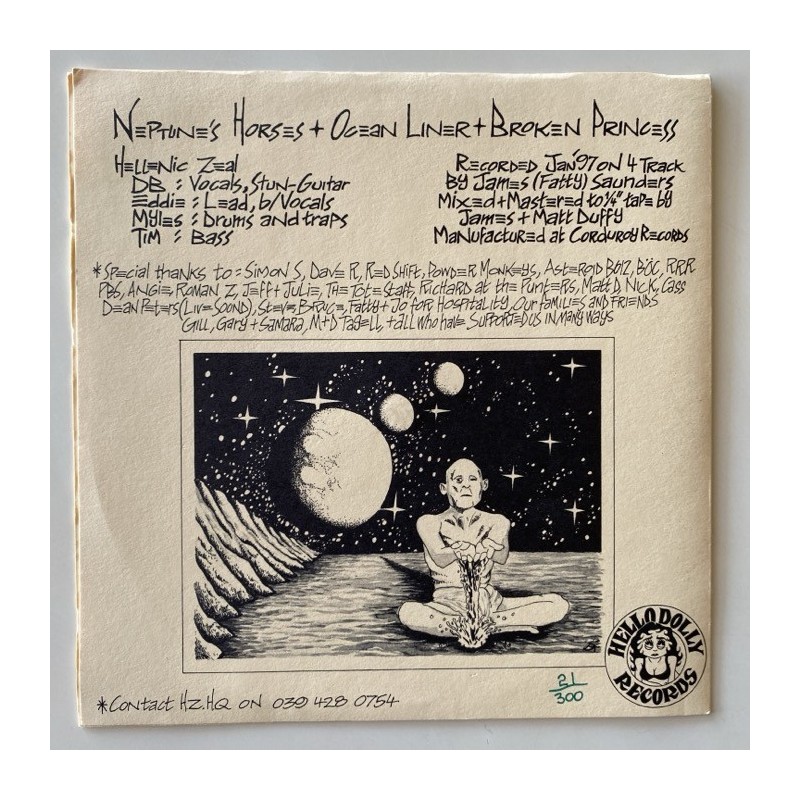 Neptune's Horses + Ocean Liner + Broken Princess
Hellenic Zeal
DB : Vocals, Stun-Guitar
Eddie : Lead, b/Vocals
Myles : Drums and traps
Tim : Bass
Recorded Jan '97 on 4 Track
By James (Fatty) Saunders
Mixed + Mastered to ¼" tape by
James + Matt Duffy
Manufactured at Corduroy Records
*Special thanks to : Simon S, Dave R, Red Shift, Powder Monkeys, Asteroid B612, BÖC, RRR
PBS, Angie, Roman Z, Jeff + Julie, The Tote Staff, Richard at the Punters, Matt D, Nick, Cass
Dean Peters (Live Sound), Steve, Bruce, Fatty + Jo for Hospitality, Our families and friends
Gill, Gary + Samara, M+D Tagell, + all who have supported us in many ways
HELLO DOLLY
RECORDS
21/300
*Contact HZ.HQ on 039 428 0754